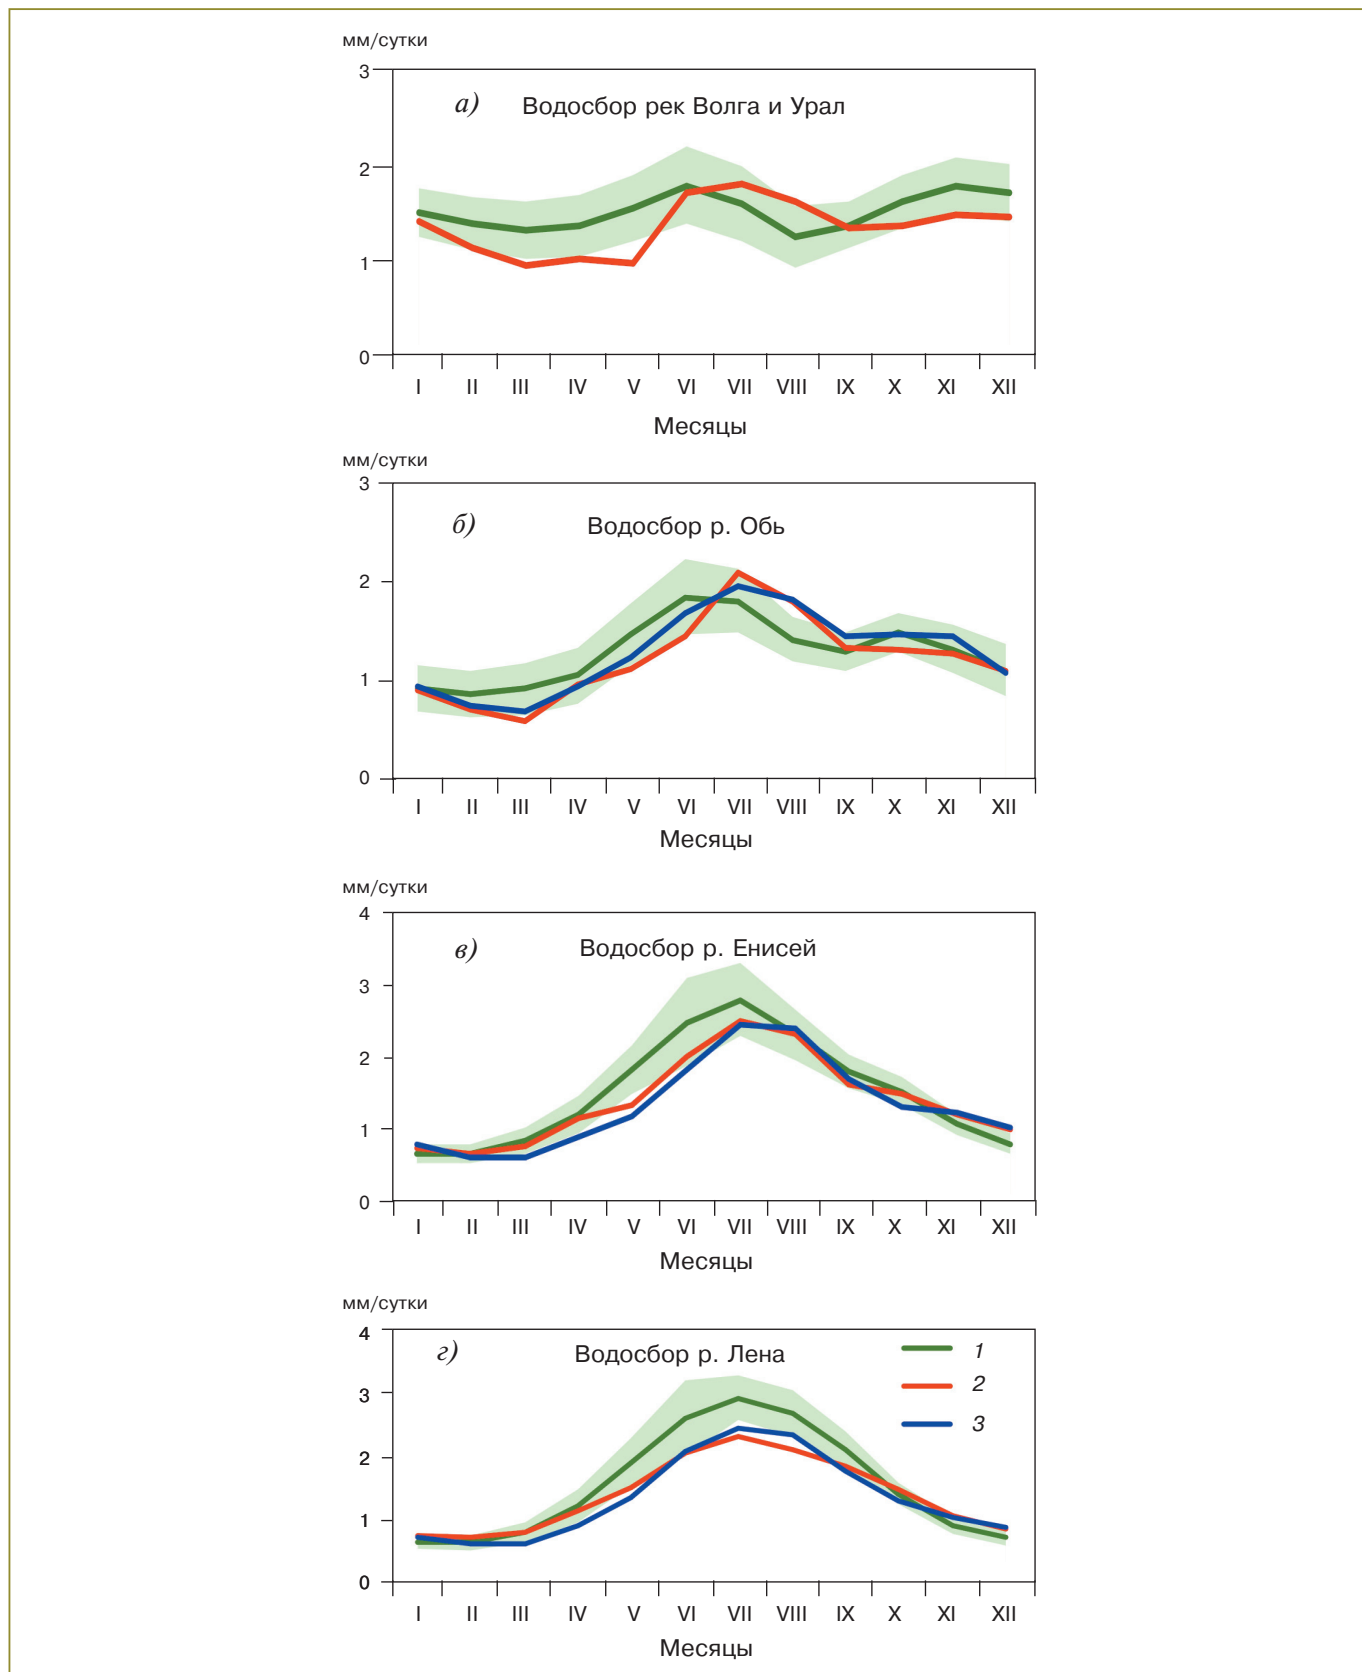 мм/сутки
3
а) Водосбор рек Волга и Урал
2
1
0
I II III IV V VI VII VIII IX X XI XII
Месяцы
мм/сутки
3
б) Водосбор р. Обь
2
1
0
I II III IV V VI VII VIII IX X XI XII
Месяцы
мм/сутки
4
в) Водосбор р. Енисей
3
2
1
0
I II III IV V VI VII VIII IX X XI XII
Месяцы
мм/сутки
4
г) Водосбор р. Лена 1
2
3
3
2
1
0
I II III IV V VI VII VIII IX X XI XII
Месяцы